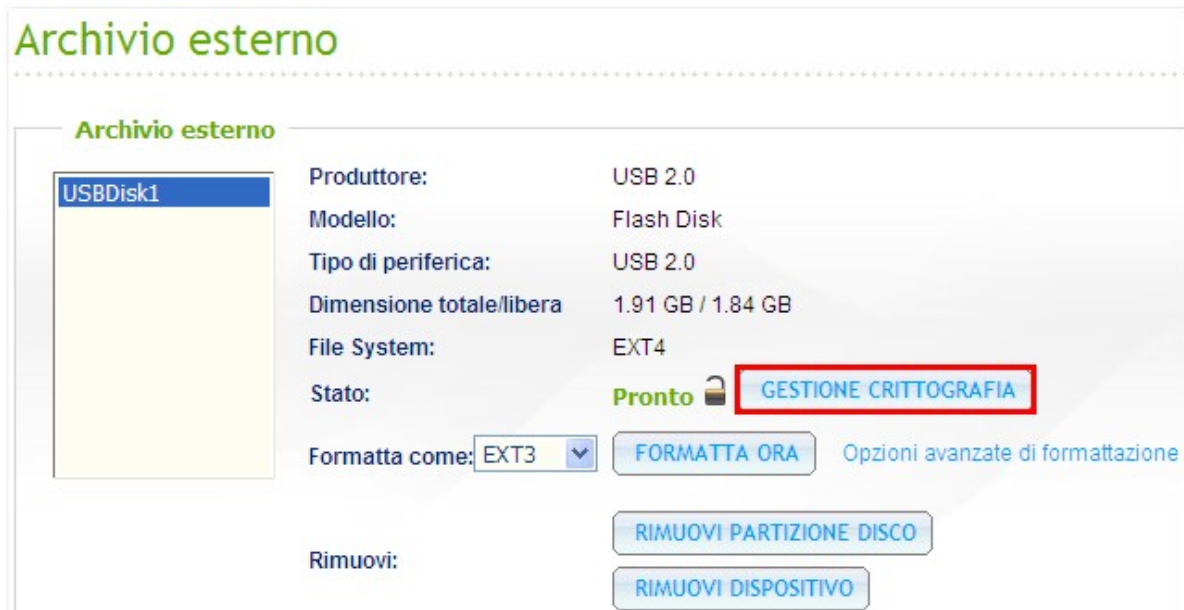 Archivio esterno
Archivio esterno
USBDisk1
Produttore: USB 2.0
Modello: Flash Disk
Tipo di periferica: USB 2.0
Dimensione totale/libera 1.91 GB / 1.84 GB
File System: EXT4
Stato: Pronto GESTIONE CRITTOGRAFIA
Formatta come: EXT3 FORMATTA ORA Opzioni avanzate di formattazione
RIMUOVI PARTIZIONE DISCO
Rimuovi:
RIMUOVI DISPOSITIVO